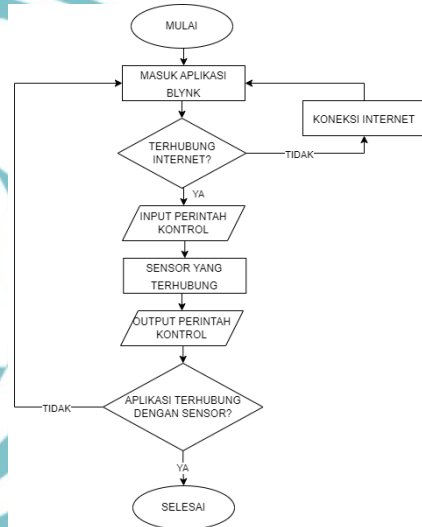 MULAI
MASUK APLIKASI
BLYNK
KONEKSI INTERNET
TERHUBUNG
INTERNET?
TIDAK
YA
INPUT PERINTAH
KONTROL
SENSOR YANG
TERHUBUNG
OUTPUT PERINTAH
KONTROL
APLIKASI TERHUBUNG
DENGAN SENSOR?
TIDAK
YA
SELESAI